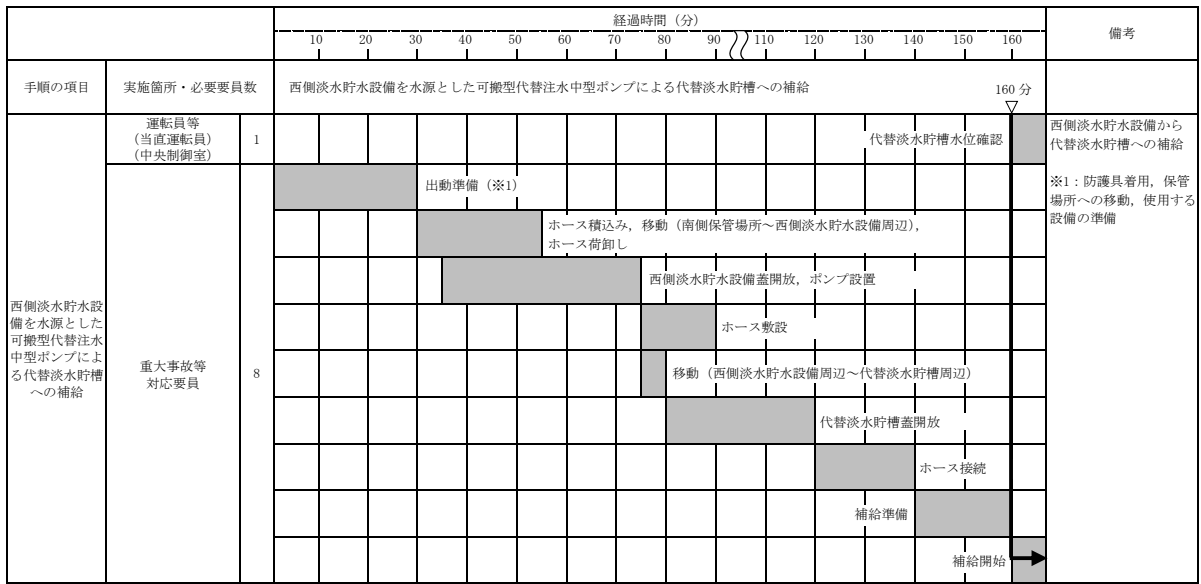 経過時間（分）
備考
10 20 30 40 50 60 70 80 90 110 120 130 140 150 160
手順の項目
実施箇所・必要要員数
西側淡水貯水設備を水源とした可搬型代替注水中型ポンプによる代替淡水貯槽への補給
160 分
運転員等
（当直運転員）
（中央制御室）
1
代替淡水貯槽水位確認
西側淡水貯水設備から
代替淡水貯槽への補給
※1：防護具着用，保管
場所への移動，使用する
設備の準備
西側淡水貯水設
備を水源とした
可搬型代替注水
中型ポンプによ
る代替淡水貯槽
への補給
重大事故等
対応要員
8
出動準備（※1）
ホース積込み，移動（南側保管場所～西側淡水貯水設備周辺），
ホース荷卸し
西側淡水貯水設備蓋開放，ポンプ設置
ホース敷設
移動（西側淡水貯水設備周辺～代替淡水貯槽周辺）
代替淡水貯槽蓋開放
ホース接続
補給準備
補給開始